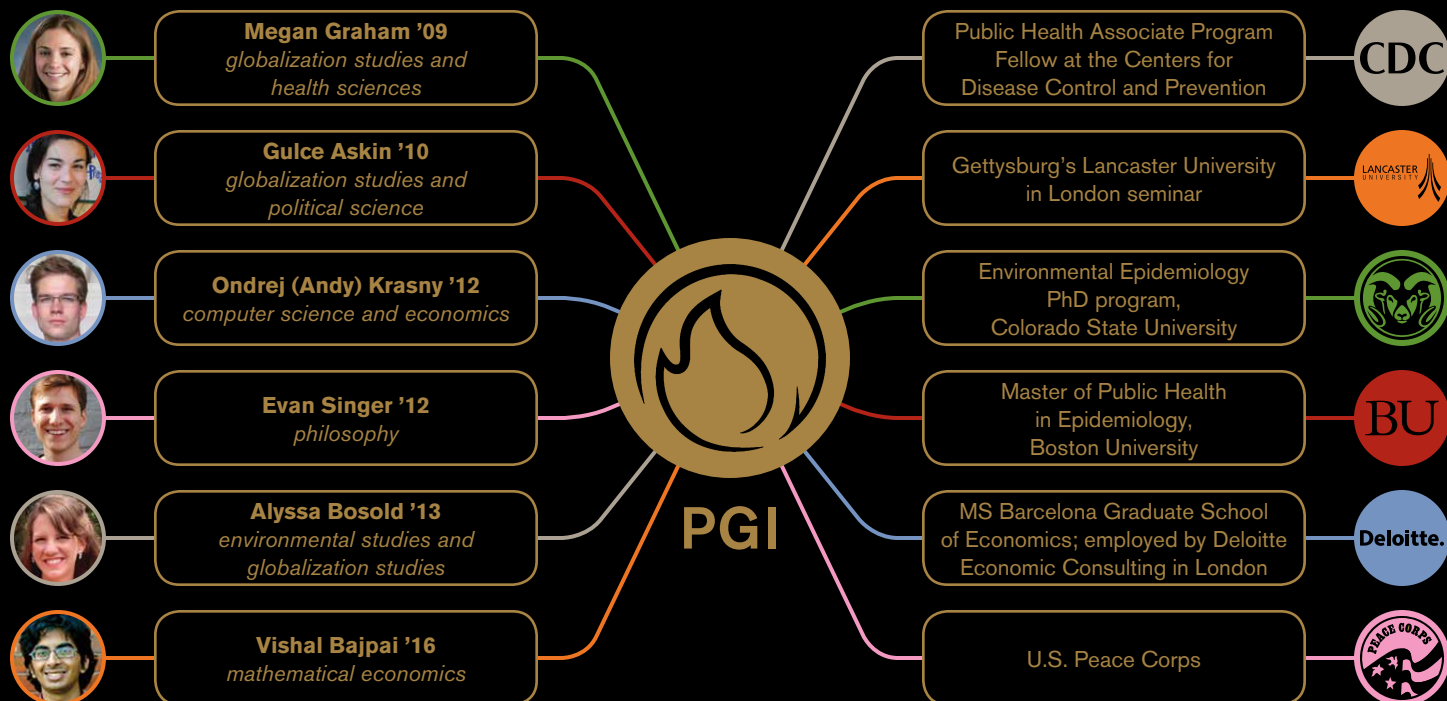 Megan Graham ’09
globalization studies and
health sciences
Gulce Askin ’10
globalization studies and
political science
Ondrej (Andy) Krasny ’12
computer science and economics
Evan Singer ’12
philosophy
Alyssa Bosold ’13
environmental studies and
globalization studies
Vishal Bajpai ’16
mathematical economics
PGI
Public Health Associate Program
Fellow at the Centers for
Disease Control and Prevention
CDC
Gettysburg’s Lancaster University
in London seminar
LANCASTER
UNIVERSITY
Environmental Epidemiology
PhD program,
Colorado State University
Master of Public Health
in Epidemiology,
Boston University
BU
MS Barcelona Graduate School
of Economics; employed by Deloitte
Economic Consulting in London
Deloitte.
U.S. Peace Corps
PEACE CORPS